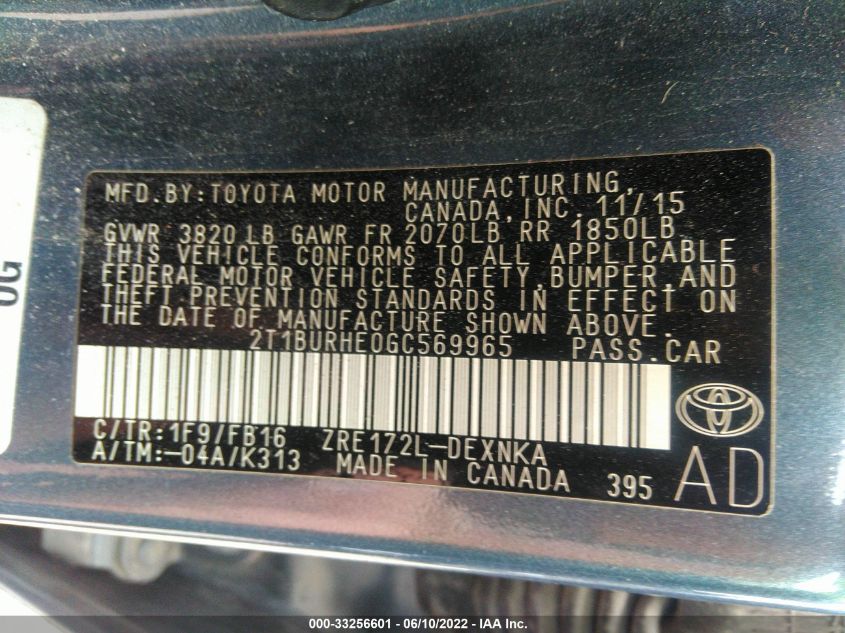 MFD.BY:TOYOTA MOTOR MANUFACTURING,
CANADA,INC. 11/15
GVWR 3820 LB GAWR FR 2070LB RR 1850LB
THIS VEHICLE CONFORMS TO ALL APPLICABLE
FEDERAL MOTOR VEHICLE SAFETY,BUMPER,AND
THEFT PREVENTION STANDARDS IN EFFECT ON
THE DATE OF MANUFACTURE SHOWN ABOVE.
2T1BURHE0GC569965 PASS.CAR
C/TR:1F9/FB16 ZRE172L-DEXNKA
A/TM:-04A/K313 MADE IN CANADA 395 AD
0G
000-33256601 - 06/10/2022 - IAA Inc.